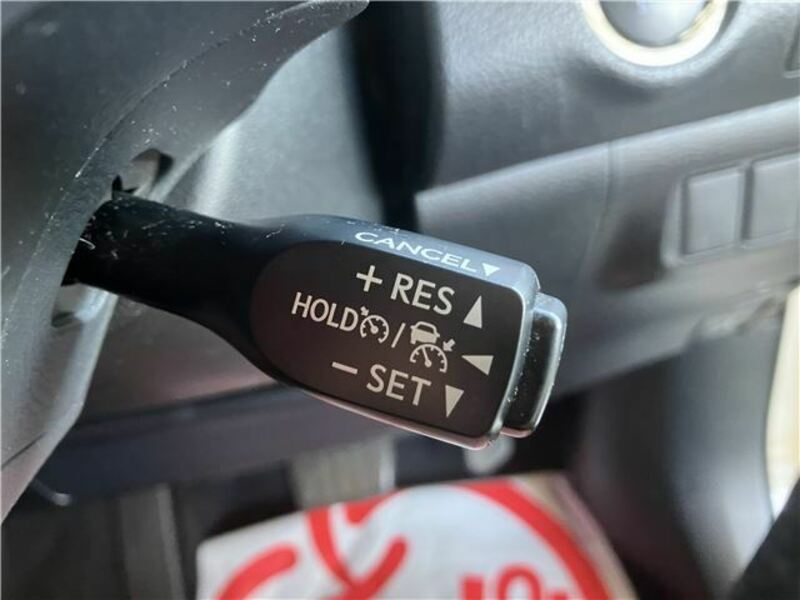 CANCEL▼
+ RES ▲
HOLD /
− SET ▼